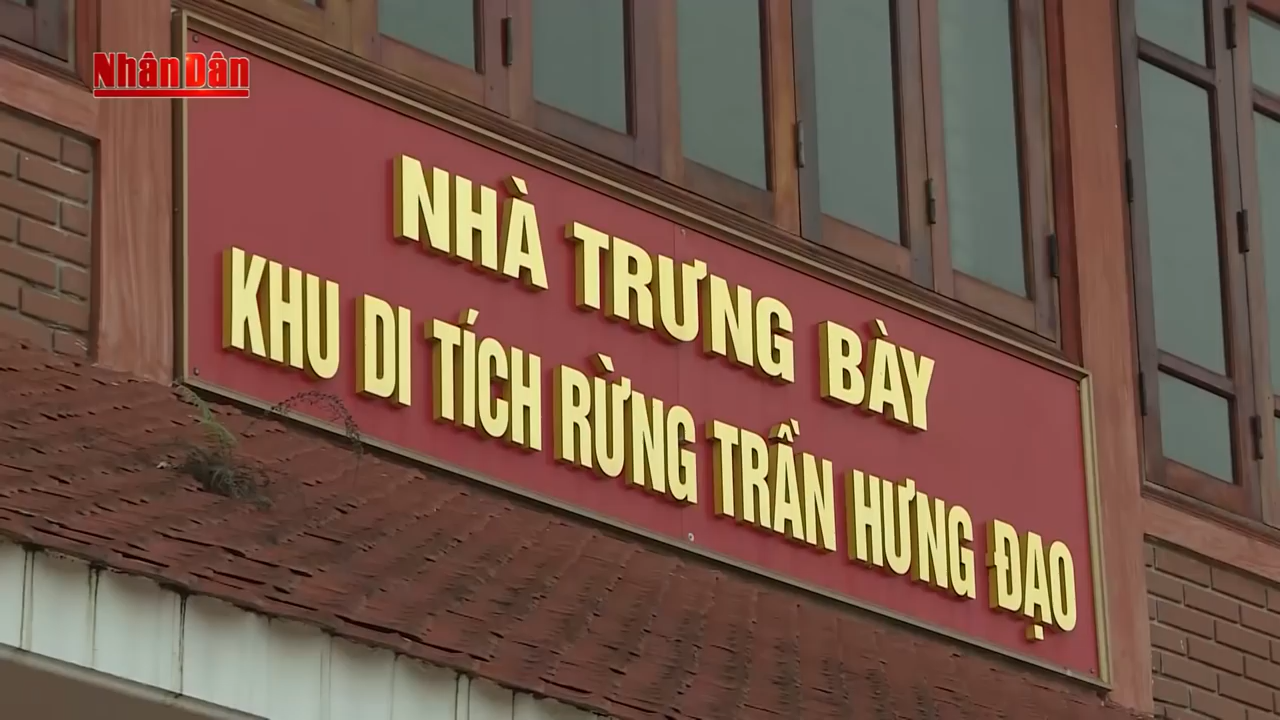 NhânDân
NHÀ TRƯNG BÀY
KHU DI TÍCH RỪNG TRẦN HƯNG ĐẠO